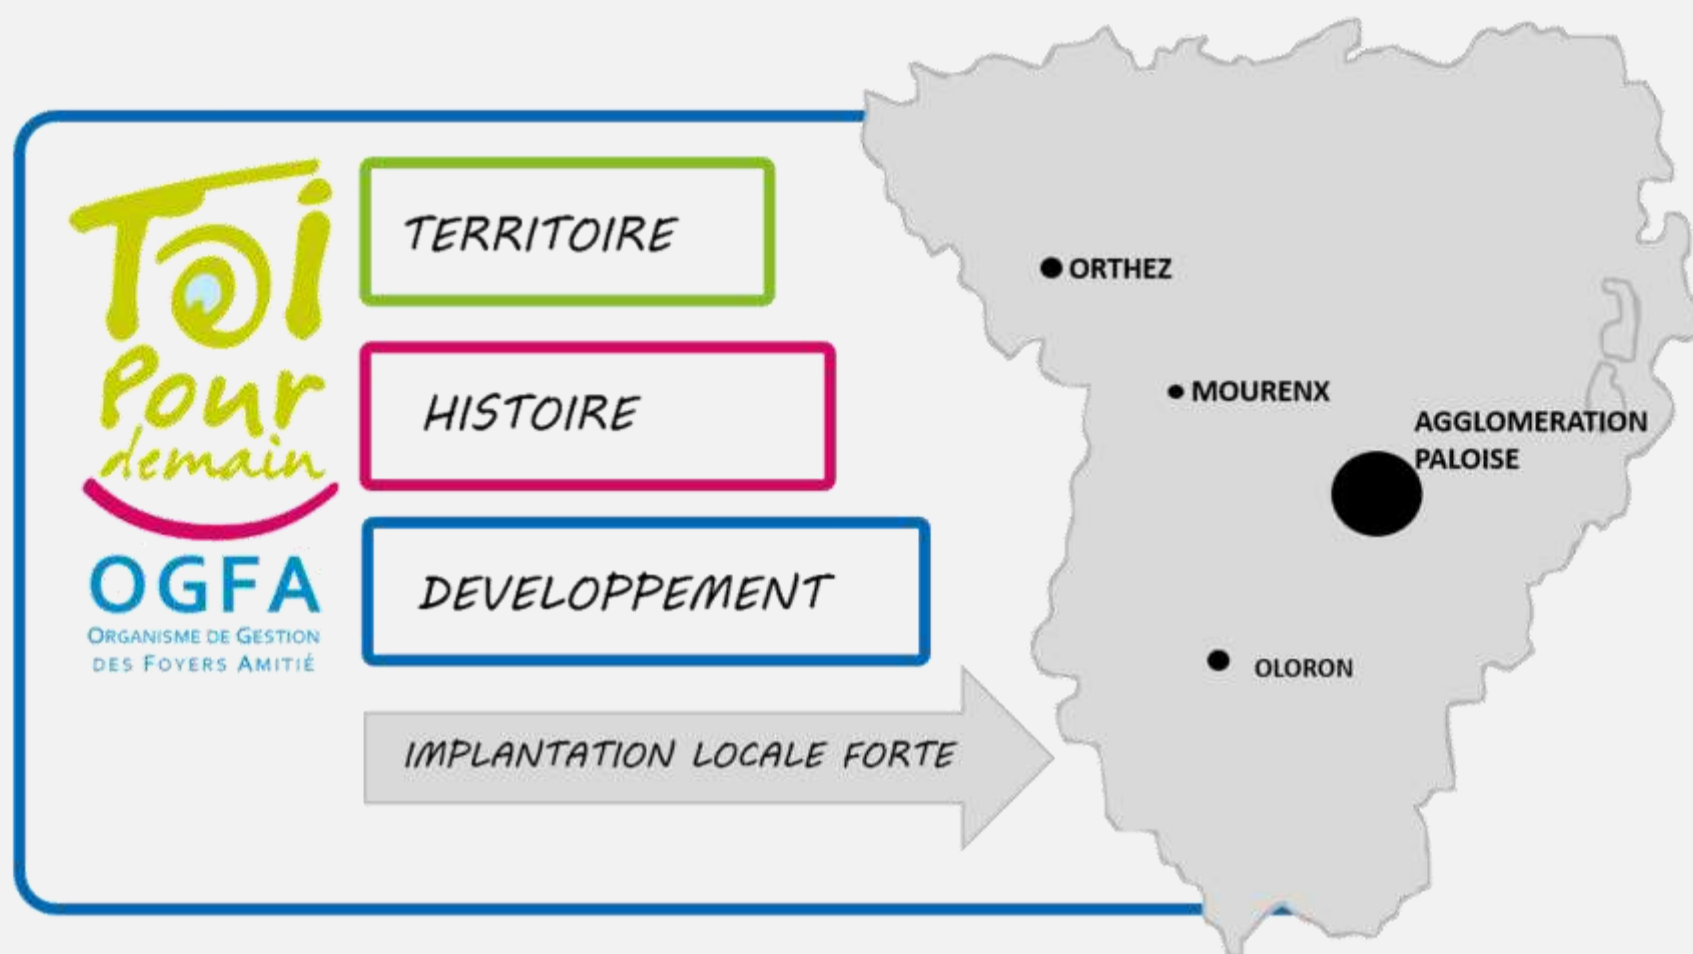 Toi
Pour
demain
OGFA
ORGANISME DE GESTION
DES FOYERS AMITIÉ
TERRITOIRE
HISTOIRE
DEVELOPPEMENT
IMPLANTATION LOCALE FORTE
ORTHEZ
MOURENX
AGGLOMERATION
PALOISE
OLORON